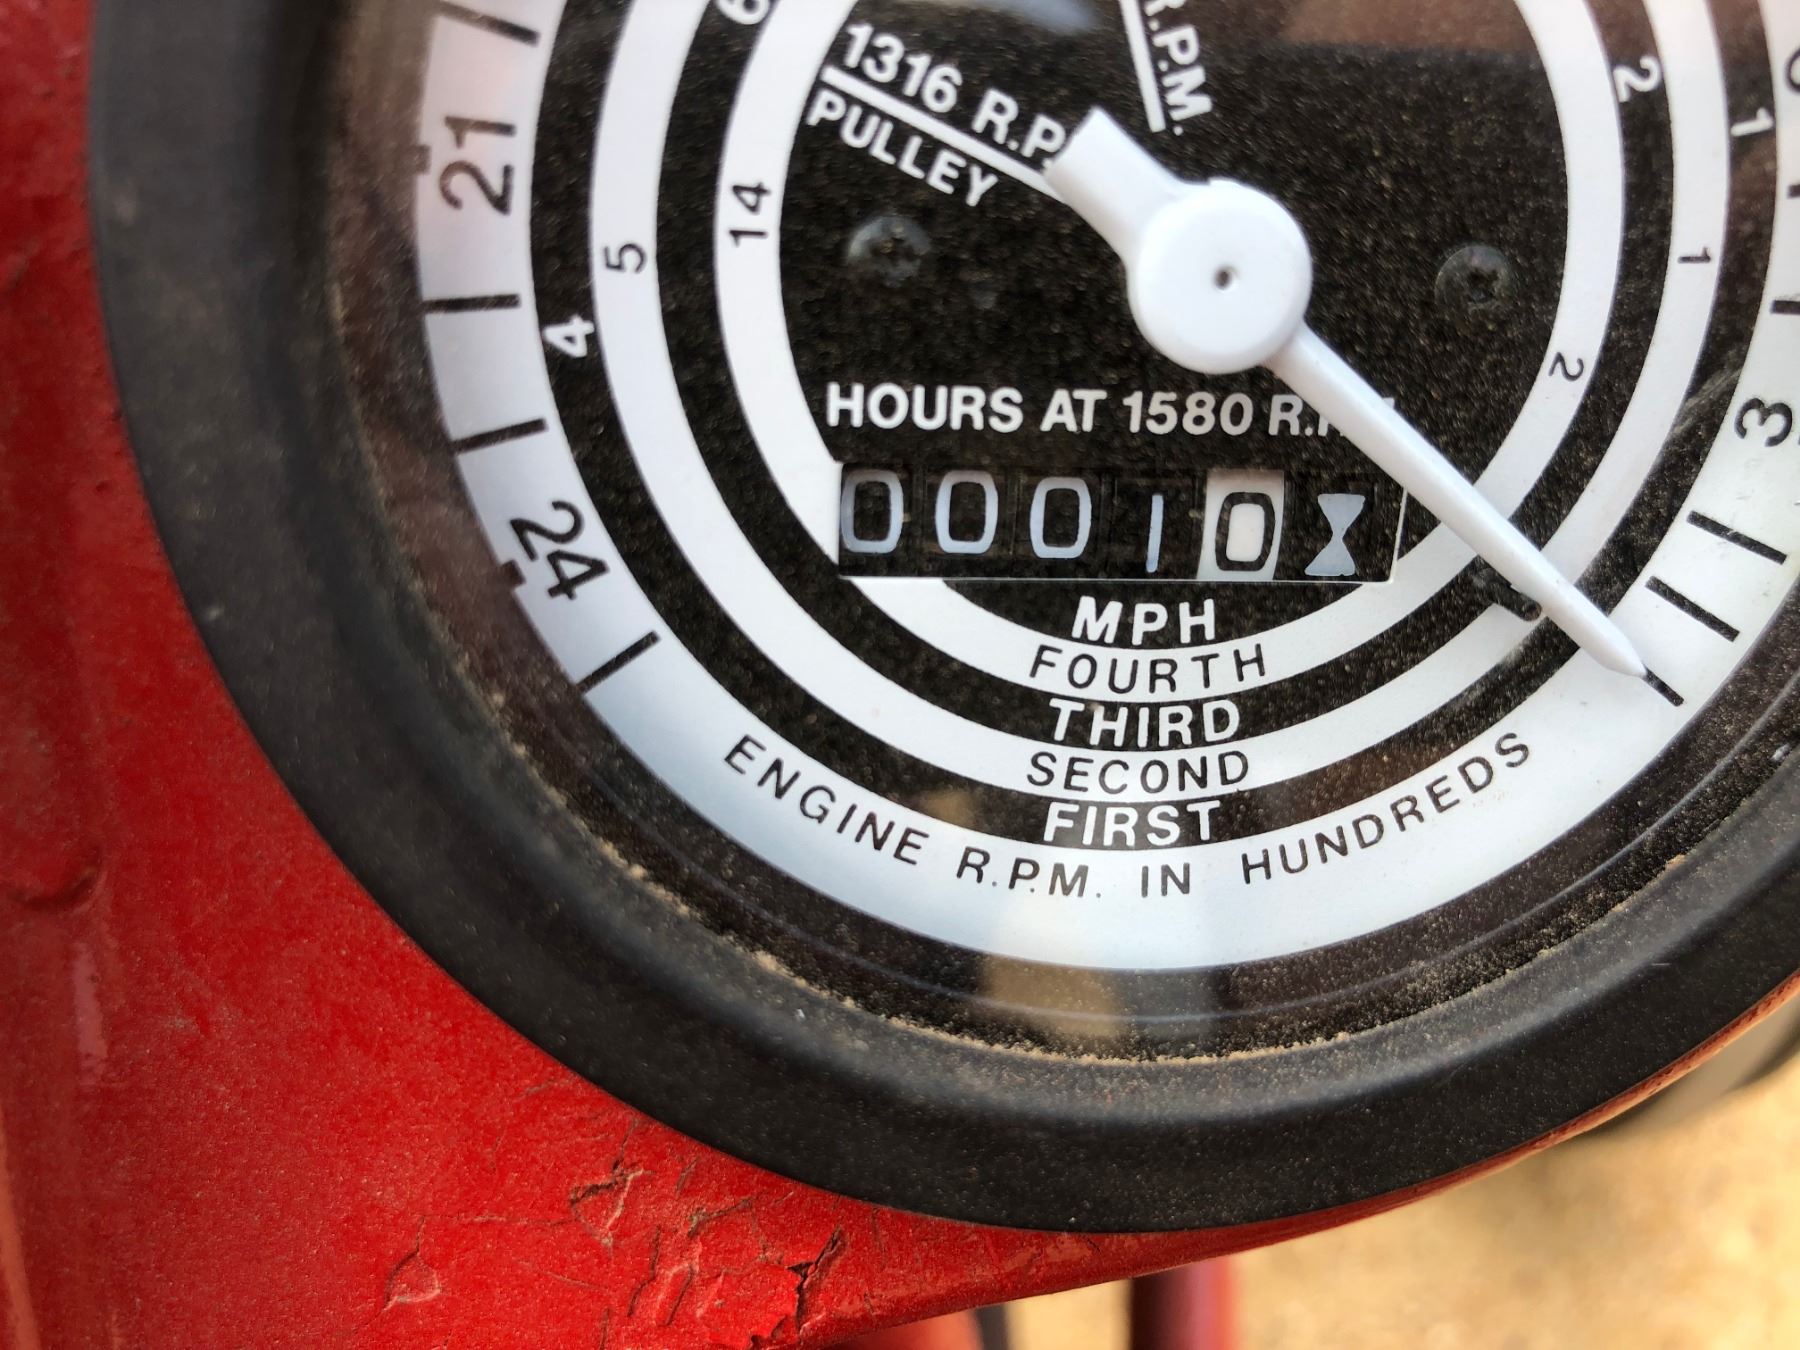 1316 R.P.
PULLEY
R.P.M.
21
24
5
4
14
2
1
1
2
3
HOURS AT 1580 R.P.
00010
MPH
FOURTH
THIRD
SECOND
FIRST
ENGINE R.P.M. IN HUNDREDS